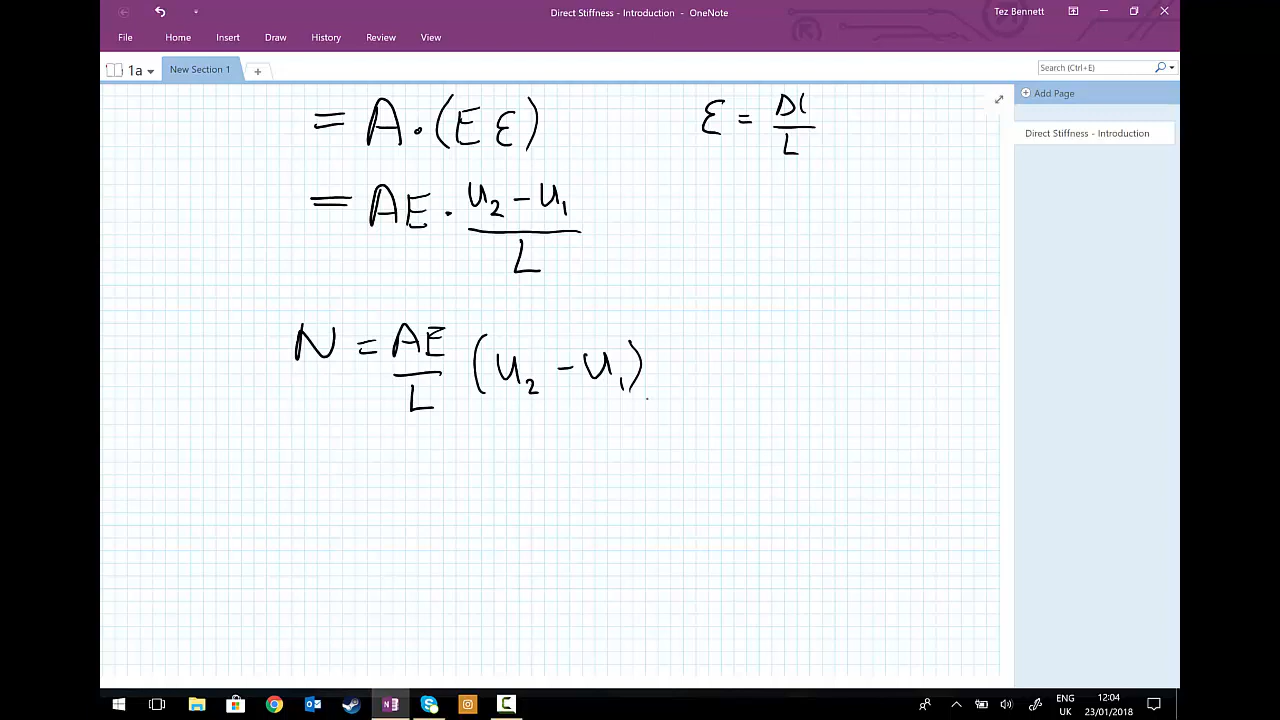 Direct Stiffness - Introduction - OneNote
Tez Bennett
File Home Insert Draw History Review View
1a
New Section 1
Search (Ctrl+E)
Add Page
Direct Stiffness - Introduction
= A · (E ε)
ε = Δl / L
= AE · u₂ - u₁ / L
N = AE / L (u₂ - u₁)
ENG
UK
12:04
23/01/2018